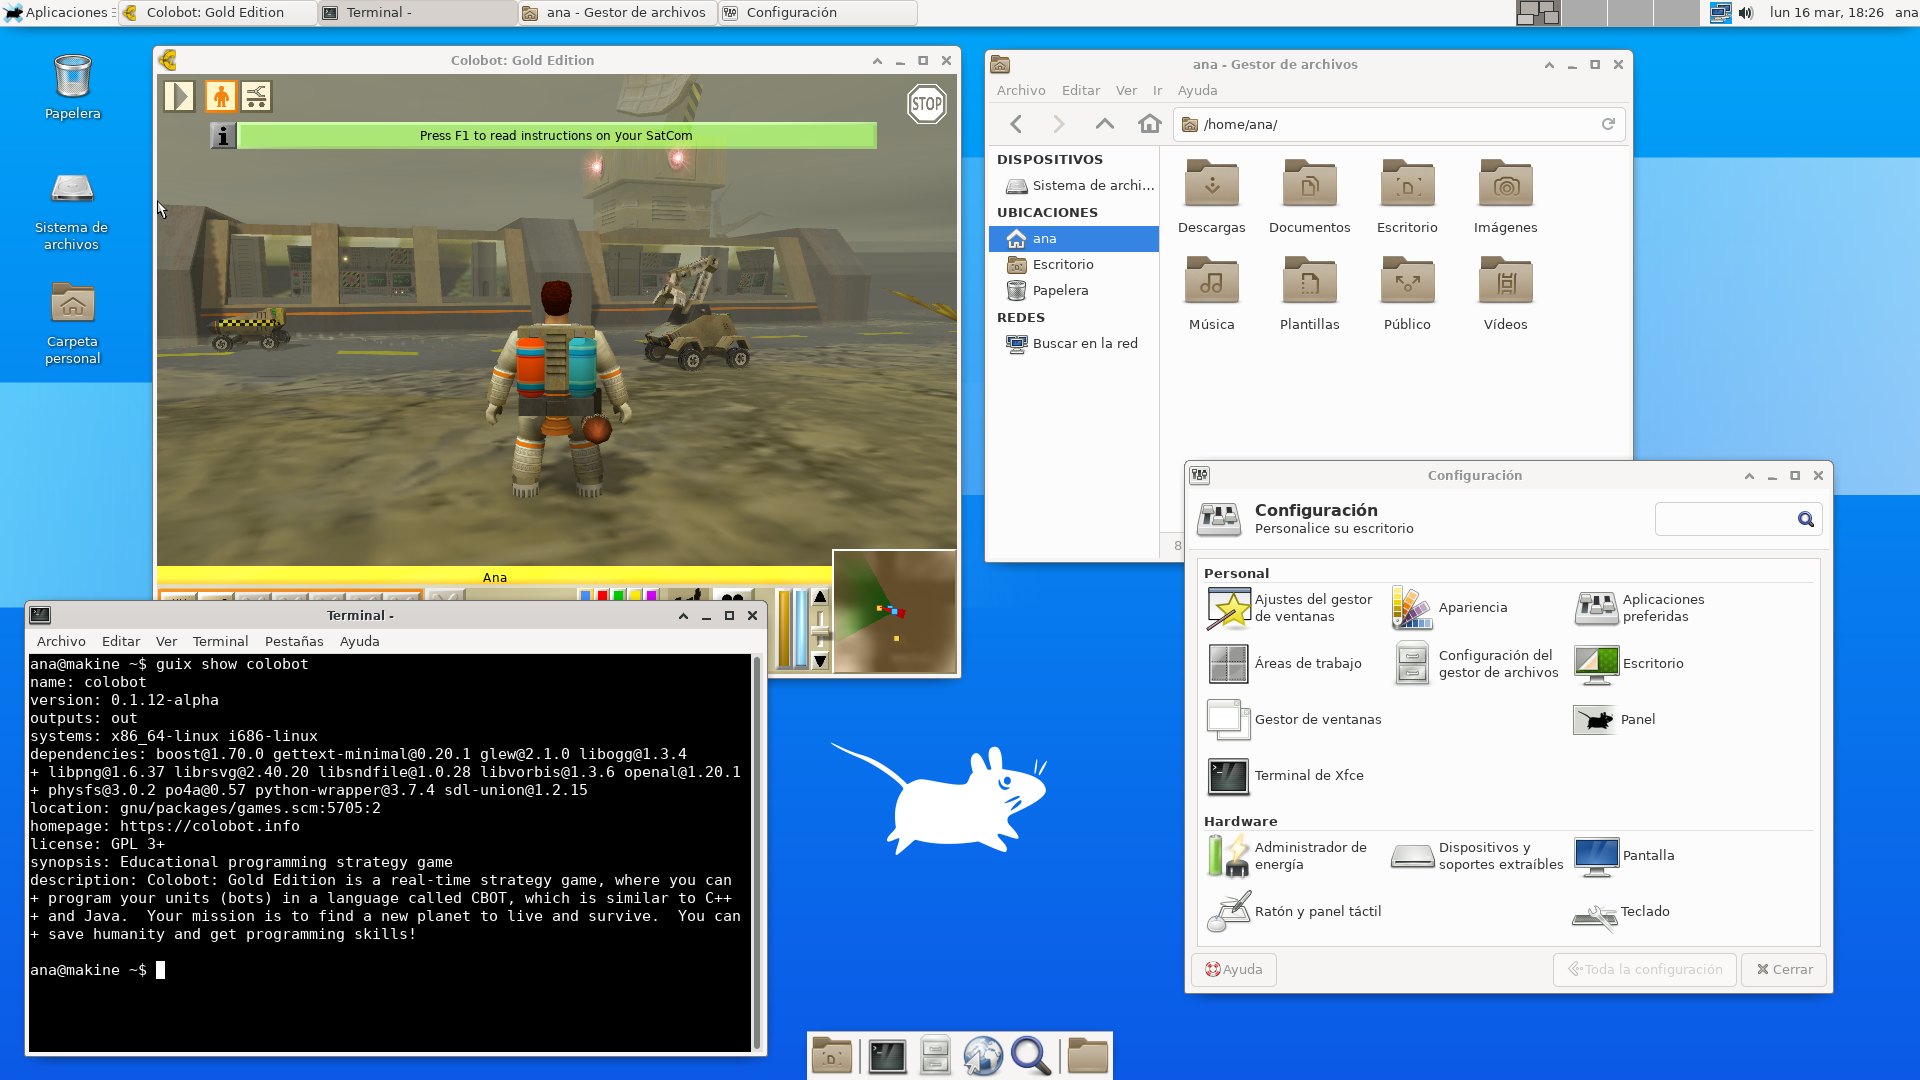 Aplicaciones
Colobot: Gold Edition
Terminal -
ana - Gestor de archivos
Configuración
lun 16 mar, 18:26
ana
Papelera
Sistema de
archivos
Carpeta
personal
Colobot: Gold Edition
STOP
i
Press F1 to read instructions on your SatCom
Ana
ana - Gestor de archivos
Archivo Editar Ver Ir Ayuda
/home/ana/
DISPOSITIVOS
Sistema de archi...
UBICACIONES
ana
Escritorio
Papelera
REDES
Buscar en la red
Descargas Documentos Escritorio Imágenes
Música Plantillas Público Vídeos
8
Configuración
Configuración
Personalice su escritorio
Personal
Ajustes del gestor
de ventanas
Apariencia
Aplicaciones
preferidas
Áreas de trabajo
Configuración del
gestor de archivos
Escritorio
Gestor de ventanas
Panel
Terminal de Xfce
Hardware
Administrador de
energía
Dispositivos y
soportes extraíbles
Pantalla
Ratón y panel táctil
Teclado
Ayuda
Toda la configuración
Cerrar
Terminal -
Archivo Editar Ver Terminal Pestañas Ayuda
ana@makine ~$ guix show colobot
name: colobot
version: 0.1.12-alpha
outputs: out
systems: x86_64-linux i686-linux
dependencies: boost@1.70.0 gettext-minimal@0.20.1 glew@2.1.0 libogg@1.3.4
+ libpng@1.6.37 librsvg@2.40.20 libsndfile@1.0.28 libvorbis@1.3.6 openal@1.20.1
+ physfs@3.0.2 po4a@0.57 python-wrapper@3.7.4 sdl-union@1.2.15
location: gnu/packages/games.scm:5705:2
homepage: https://colobot.info
license: GPL 3+
synopsis: Educational programming strategy game
description: Colobot: Gold Edition is a real-time strategy game, where you can
+ program your units (bots) in a language called CBOT, which is similar to C++
+ and Java.  Your mission is to find a new planet to live and survive.  You can
+ save humanity and get programming skills!
ana@makine ~$